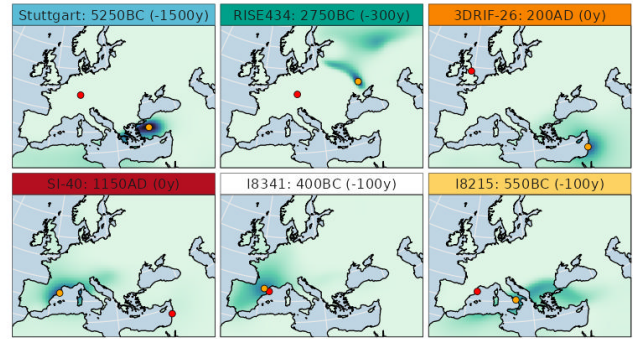 Stuttgart: 5250BC (-1500y)
RISE434: 2750BC (-300y)
3DRIF-26: 200AD (0y)
SI-40: 1150AD (0y)
I8341: 400BC (-100y)
I8215: 550BC (-100y)